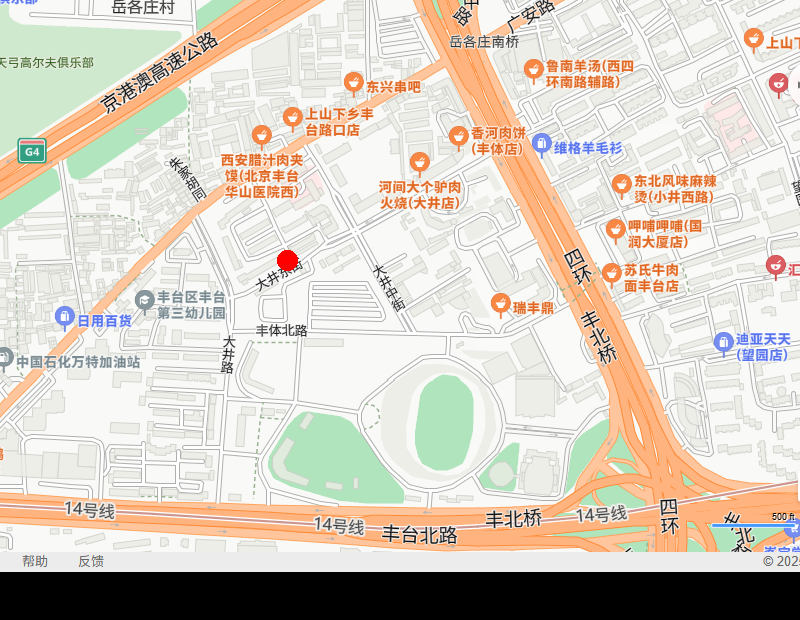 俱乐部
岳各庄村
天弓高尔夫俱乐部
京港澳高速公路
G4
广安路
岳各庄南桥
鲁南羊汤(西四
环南路辅路)
上山下
东兴串吧
上山下乡丰
台路口店
西安腊汁肉夹
馍(北京丰台
华山医院西)
香河肉饼
(丰体店)
维格羊毛衫
河间大个驴肉
火烧(大井店)
朱家胡同
东北风味麻辣
烫(小井西路)
望
呷哺呷哺(国
润大厦店)
四环
苏氏牛肉
面丰台店
汇
大井东街
大井中街
丰台区丰台
第三幼儿园
日用百货
瑞丰鼎
丰北桥
丰体北路
大井路
迪亚天天
(望园店)
中国石化万特加油站
14号线
14号线
丰台北路
丰北桥
14号线
四环
500 ft
丰北
帮助
反馈
© 202